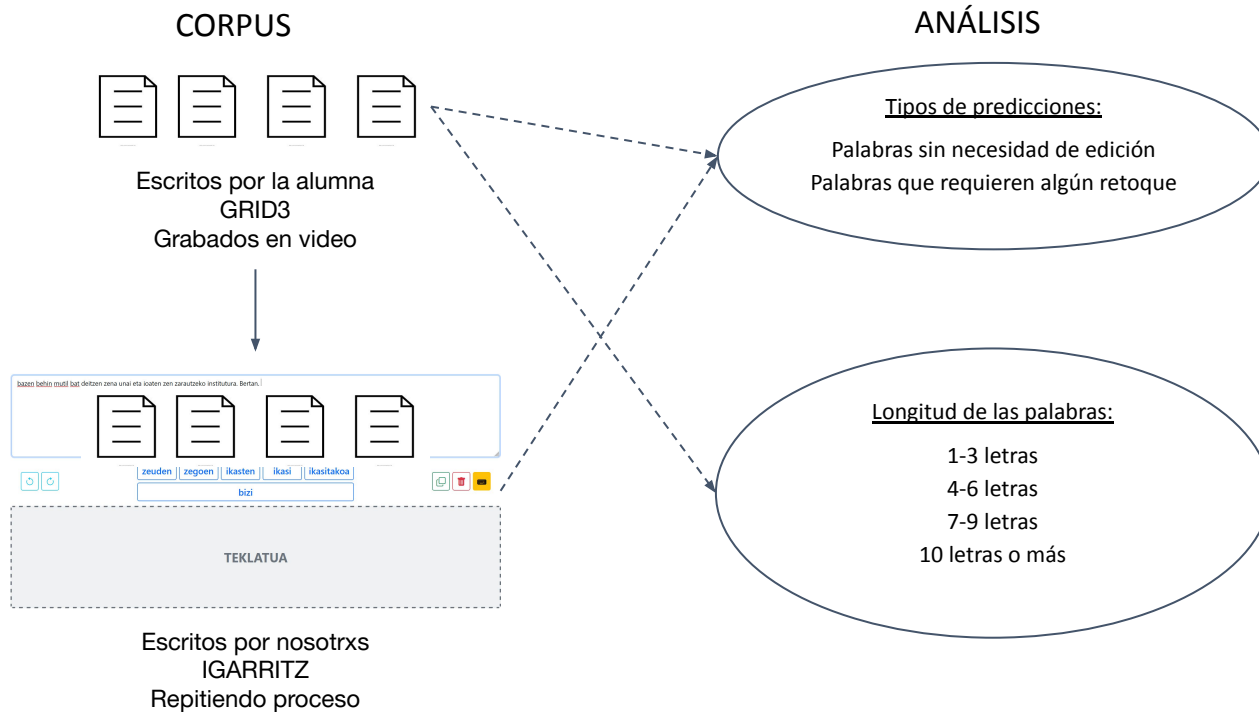 CORPUS
Escritos por la alumna
GRID3
Grabados en video
bazen behin mutil bat deitzen zena unai eta joaten zen zarautzeko institutura. Bertan.
zeuden zegoen ikasten ikasi ikasitakoa
bizi
TEKLATUA
Escritos por nosotrxs
IGARRITZ
Repitiendo proceso
ANÁLISIS
Tipos de predicciones:
Palabras sin necesidad de edición
Palabras que requieren algún retoque
Longitud de las palabras:
1-3 letras
4-6 letras
7-9 letras
10 letras o más